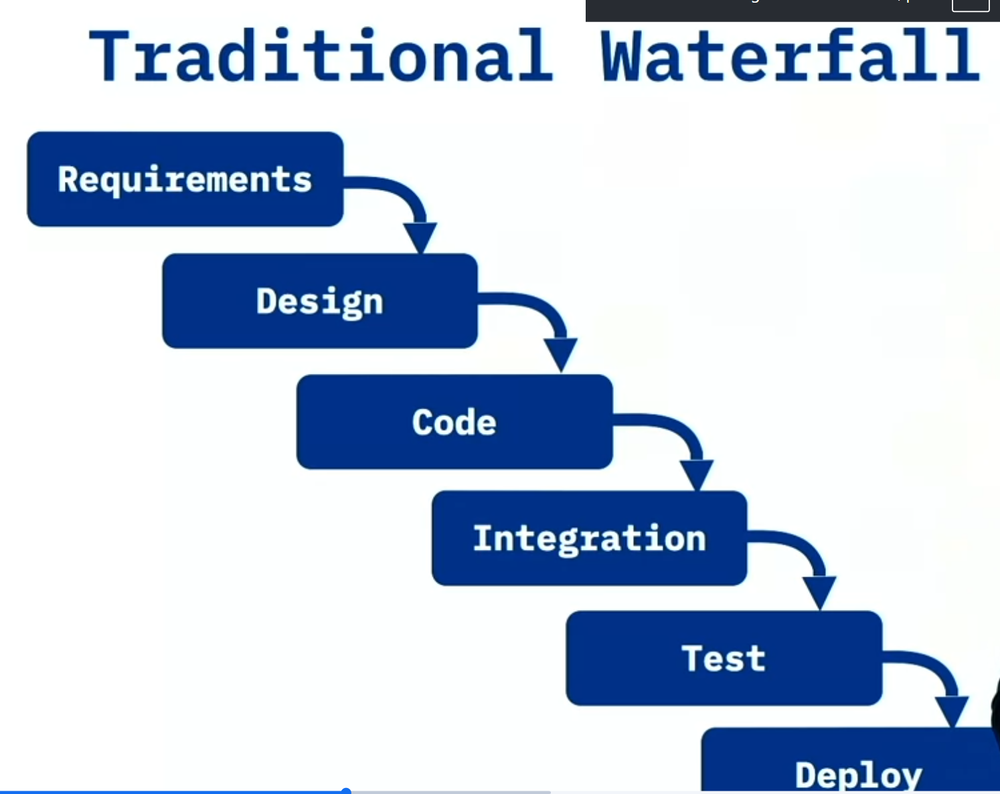 Traditional Waterfall
Requirements
Design
Code
Integration
Test
Deploy